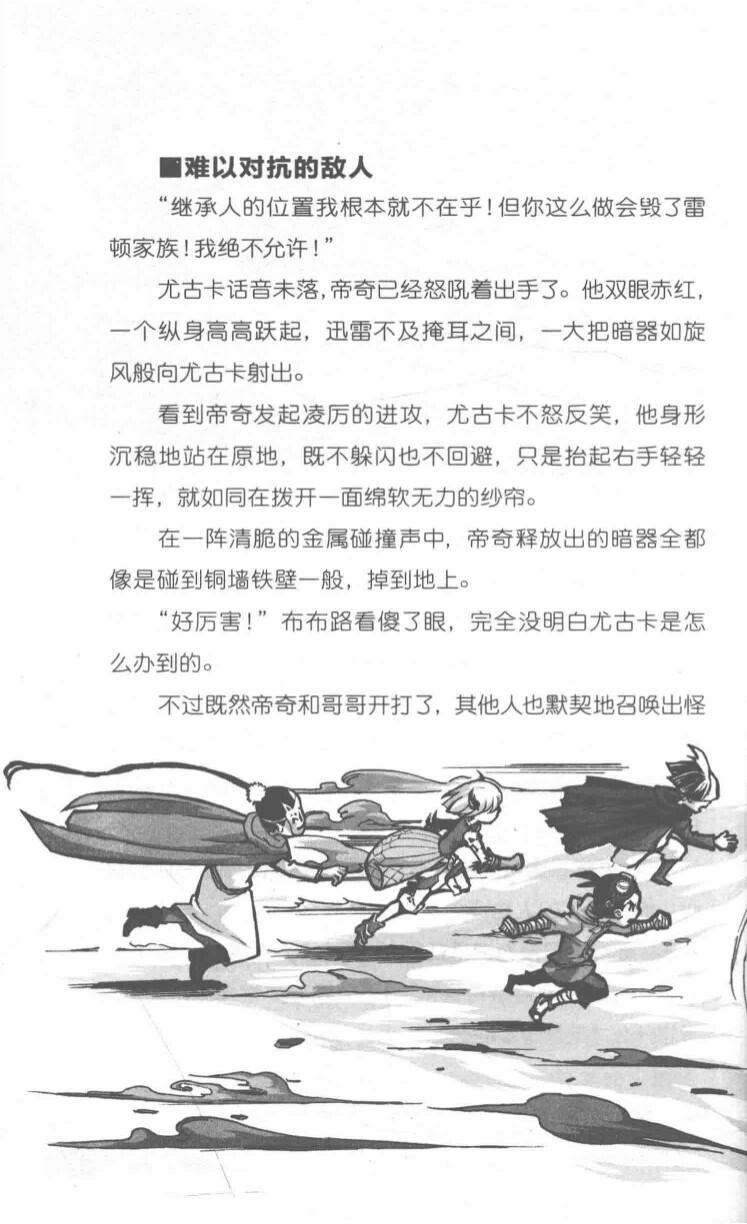 ■难以对抗的敌人
“继承人的位置我根本就不在乎！但你这么做会毁了雷
顿家族！我绝不允许！”
尤古卡话音未落，帝奇已经怒吼着出手了。他双眼赤红，
一个纵身高高跃起，迅雷不及掩耳之间，一大把暗器如旋
风般向尤古卡射出。
看到帝奇发起凌厉的进攻，尤古卡不怒反笑，他身形
沉稳地站在原地，既不躲闪也不回避，只是抬起右手轻轻
一挥，就如同在拨开一面绵软无力的纱帘。
在一阵清脆的金属碰撞声中，帝奇释放出的暗器全都
像是碰到铜墙铁壁一般，掉到地上。
“好厉害！”布布路看傻了眼，完全没明白尤古卡是怎
么办到的。
不过既然帝奇和哥哥开打了，其他人也默契地召唤出怪